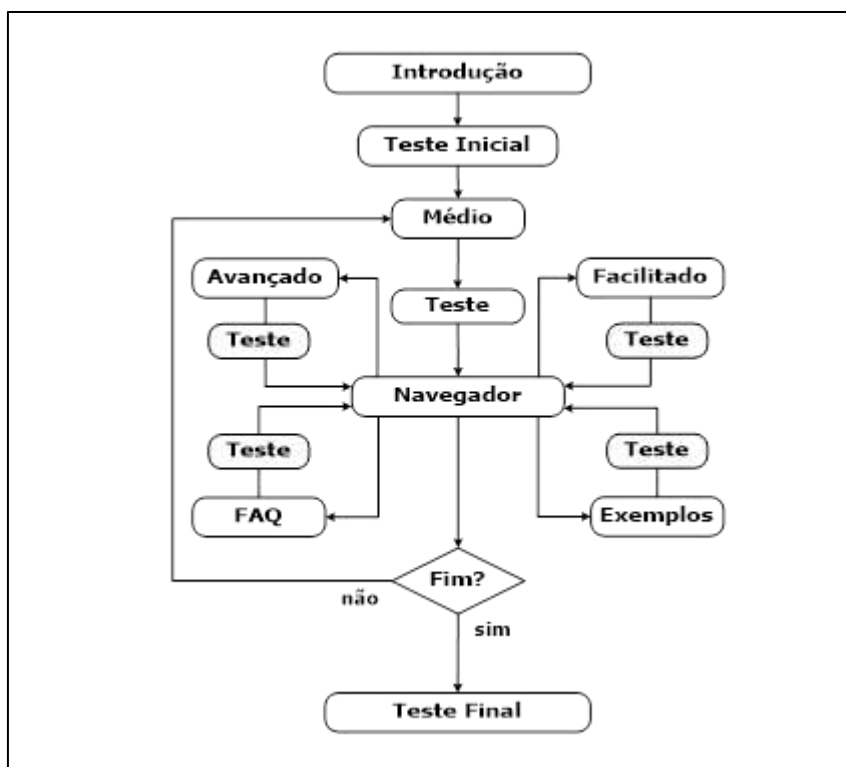 Introdução
Teste Inicial
Médio
Avançado
Facilitado
Teste
Teste
Teste
Navegador
Teste
Teste
FAQ
Exemplos
Fim?
não
sim
Teste Final